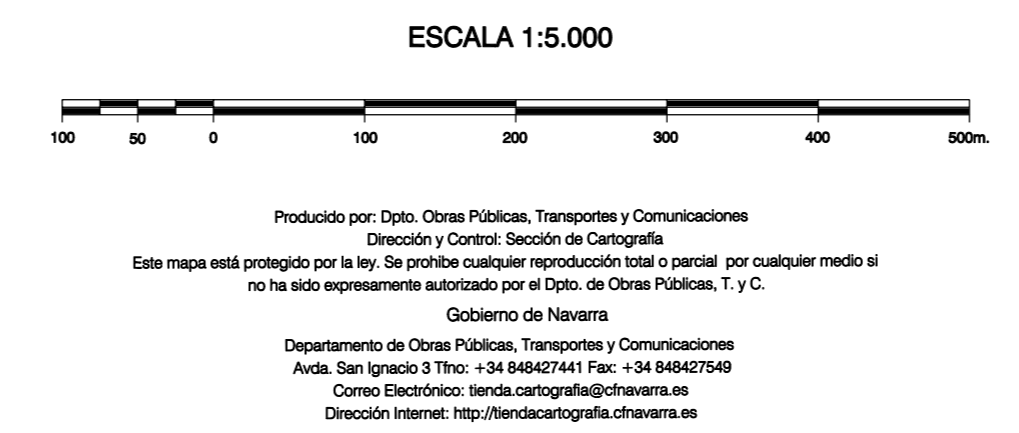 ESCALA 1:5.000
100 50 0 100 200 300 400 500m.
Producido por: Dpto. Obras Públicas, Transportes y Comunicaciones
Dirección y Control: Sección de Cartografía
Este mapa está protegido por la ley. Se prohibe cualquier reproducción total o parcial por cualquier medio si
no ha sido expresamente autorizado por el Dpto. de Obras Públicas, T. y C.
Gobierno de Navarra
Departamento de Obras Públicas, Transportes y Comunicaciones
Avda. San Ignacio 3 Tfno: +34 848427441 Fax: +34 848427549
Correo Electrónico: tienda.cartografia@cfnavarra.es
Dirección Internet: http://tiendacartografia.cfnavarra.es